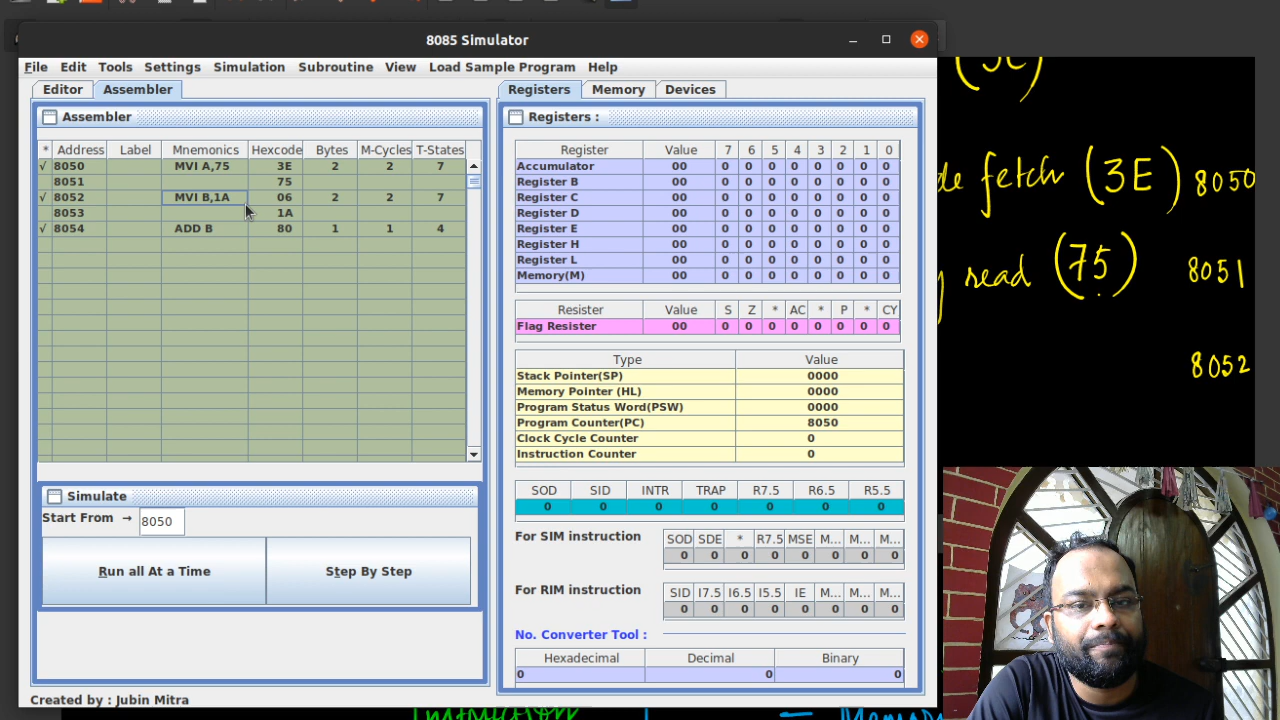 8085 Simulator
File Edit Tools Settings Simulation Subroutine View Load Sample Program Help
Editor Assembler
Assembler
* Address Label Mnemonics Hexcode Bytes M-Cycles T-States
√ 8050 MVI A,75 3E 2 2 7
8051 75
√ 8052 MVI B,1A 06 2 2 7
8053 1A
√ 8054 ADD B 80 1 1 4
Simulate
Start From → 8050
Run all At a Time Step By Step
Created by : Jubin Mitra
Registers Memory Devices
Registers :
Register Value 7 6 5 4 3 2 1 0
Accumulator 00 0 0 0 0 0 0 0 0
Register B 00 0 0 0 0 0 0 0 0
Register C 00 0 0 0 0 0 0 0 0
Register D 00 0 0 0 0 0 0 0 0
Register E 00 0 0 0 0 0 0 0 0
Register H 00 0 0 0 0 0 0 0 0
Register L 00 0 0 0 0 0 0 0 0
Memory(M) 00 0 0 0 0 0 0 0 0
Resister Value S Z * AC * P * CY
Flag Resister 00 0 0 0 0 0 0 0 0
Type Value
Stack Pointer(SP) 0000
Memory Pointer (HL) 0000
Program Status Word(PSW) 0000
Program Counter(PC) 8050
Clock Cycle Counter 0
Instruction Counter 0
SOD SID INTR TRAP R7.5 R6.5 R5.5
0 0 0 0 0 0 0
For SIM instruction
SOD SDE * R7.5 MSE M... M... M...
0 0 0 0 0 0 0 0
For RIM instruction
SID I7.5 I6.5 I5.5 IE M... M... M...
0 0 0 0 0 0 0 0
No. Converter Tool :
Hexadecimal Decimal Binary
0 0 0
de fetch (3E) 8050
read (75) 8051
8052